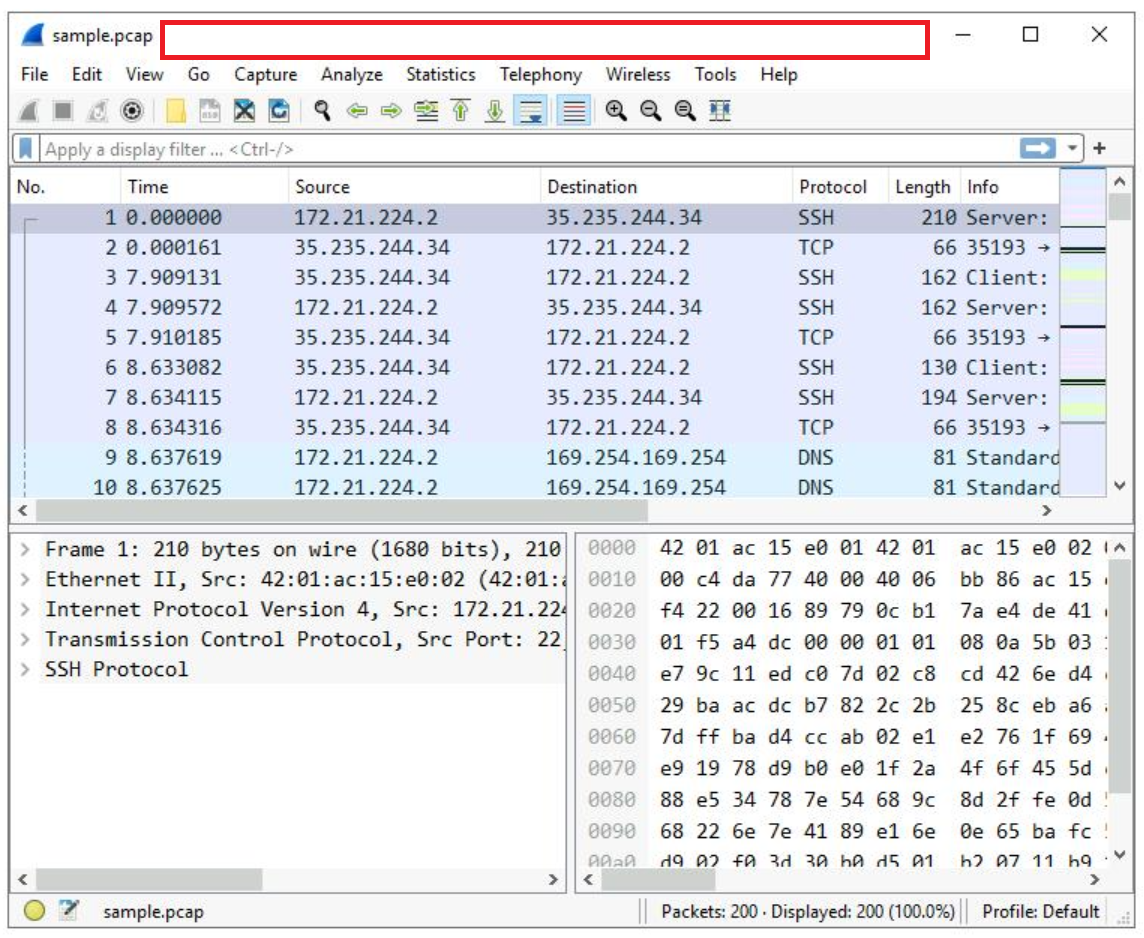 sample.pcap
File Edit View Go Capture Analyze Statistics Telephony Wireless Tools Help
Apply a display filter ... <Ctrl-/>
No. Time Source Destination Protocol Length Info
1 0.000000 172.21.224.2 35.235.244.34 SSH 210 Server:
2 0.000161 35.235.244.34 172.21.224.2 TCP 66 35193 →
3 7.909131 35.235.244.34 172.21.224.2 SSH 162 Client:
4 7.909572 172.21.224.2 35.235.244.34 SSH 162 Server:
5 7.910185 35.235.244.34 172.21.224.2 TCP 66 35193 →
6 8.633082 35.235.244.34 172.21.224.2 SSH 130 Client:
7 8.634115 172.21.224.2 35.235.244.34 SSH 194 Server:
8 8.634316 35.235.244.34 172.21.224.2 TCP 66 35193 →
9 8.637619 172.21.224.2 169.254.169.254 DNS 81 Standard
10 8.637625 172.21.224.2 169.254.169.254 DNS 81 Standard
Frame 1: 210 bytes on wire (1680 bits), 210
Ethernet II, Src: 42:01:ac:15:e0:02 (42:01:a
Internet Protocol Version 4, Src: 172.21.224
Transmission Control Protocol, Src Port: 22,
SSH Protocol
0000 42 01 ac 15 e0 01 42 01 ac 15 e0 02
0010 00 c4 da 77 40 00 40 06 bb 86 ac 15
0020 f4 22 00 16 89 79 0c b1 7a e4 de 41
0030 01 f5 a4 dc 00 00 01 01 08 0a 5b 03
0040 e7 9c 11 ed c0 7d 02 c8 cd 42 6e d4
0050 29 ba ac dc b7 82 2c 2b 25 8c eb a6
0060 7d ff ba d4 cc ab 02 e1 e2 76 1f 69
0070 e9 19 78 d9 b0 e0 1f 2a 4f 6f 45 5d
0080 88 e5 34 78 7e 54 68 9c 8d 2f fe 0d
0090 68 22 6e 7e 41 89 e1 6e 0e 65 ba fc
00a0 d9 02 f0 3d 30 b0 d5 01 b2 07 11 b9
sample.pcap Packets: 200 · Displayed: 200 (100.0%) Profile: Default